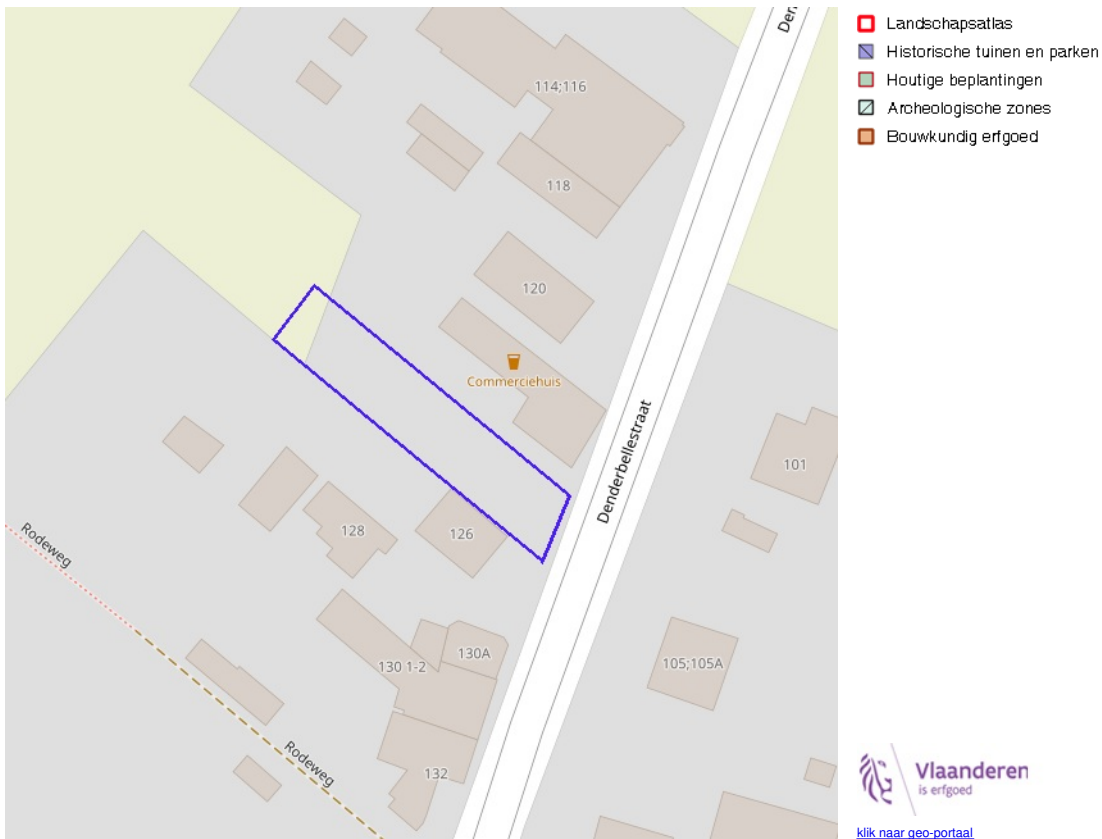 Den
114;116
118
120
Commerciehuis
Denderbellestraat
101
128
126
Rodeweg
130A
130 1-2
105;105A
Rodeweg
132
Landschapsatlas
Historische tuinen en parken
Houtige beplantingen
Archeologische zones
Bouwkundig erfgoed
Vlaanderen
is erfgoed
klik naar geo-portaal